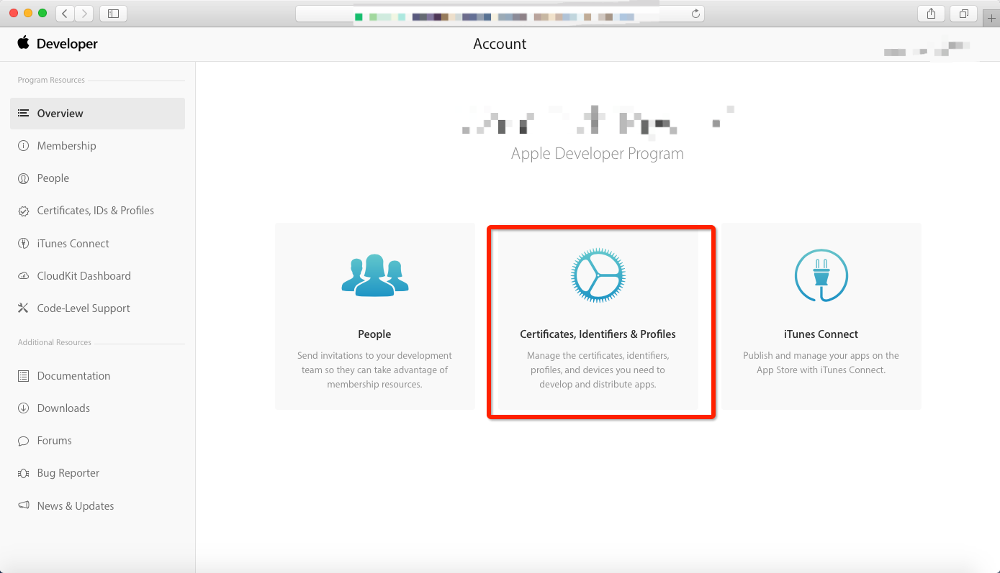 Developer
Account
Program Resources
Overview
Membership
People
Certificates, IDs & Profiles
iTunes Connect
CloudKit Dashboard
Code-Level Support
Additional Resources
Documentation
Downloads
Forums
Bug Reporter
News & Updates
Apple Developer Program
People
Send invitations to your development
team so they can take advantage of
membership resources.
Certificates, Identifiers & Profiles
Manage the certificates, identifiers,
profiles, and devices you need to
develop and distribute apps.
iTunes Connect
Publish and manage your apps on the
App Store with iTunes Connect.